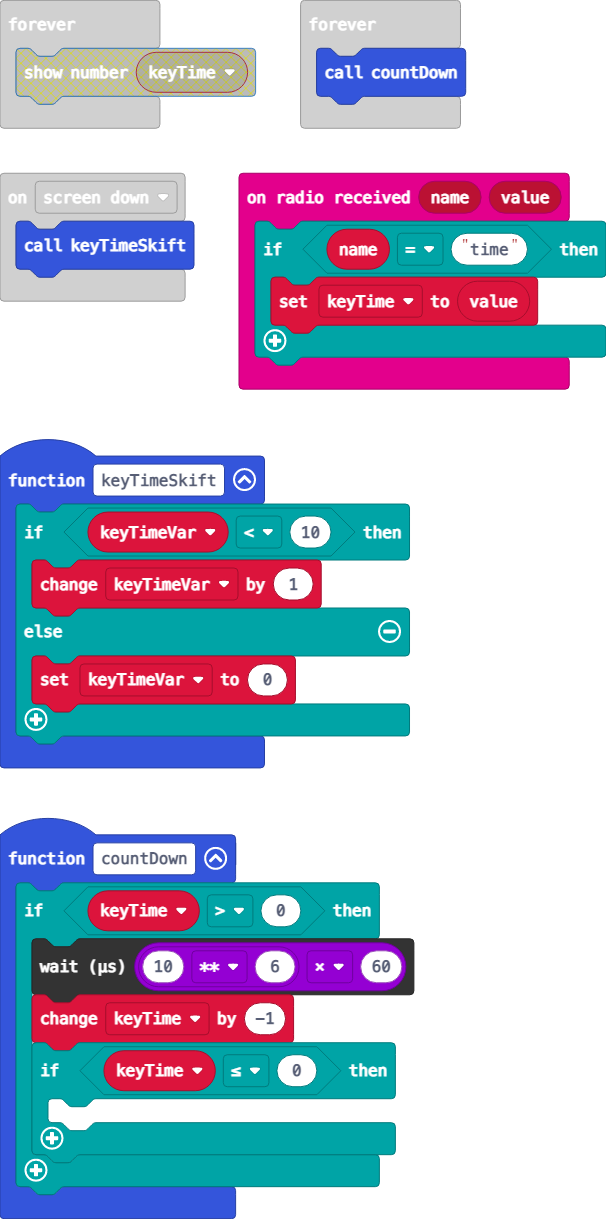 forever
show number keyTime
forever
call countDown
on screen down
call keyTimeSkift
on radio received name value
if name = "time" then
set keyTime to value
function keyTimeSkift
if keyTimeVar < 10 then
change keyTimeVar by 1
else
set keyTimeVar to 0
function countDown
if keyTime > 0 then
wait (µs) 10 ** 6 × 60
change keyTime by −1
if keyTime ≤ 0 then